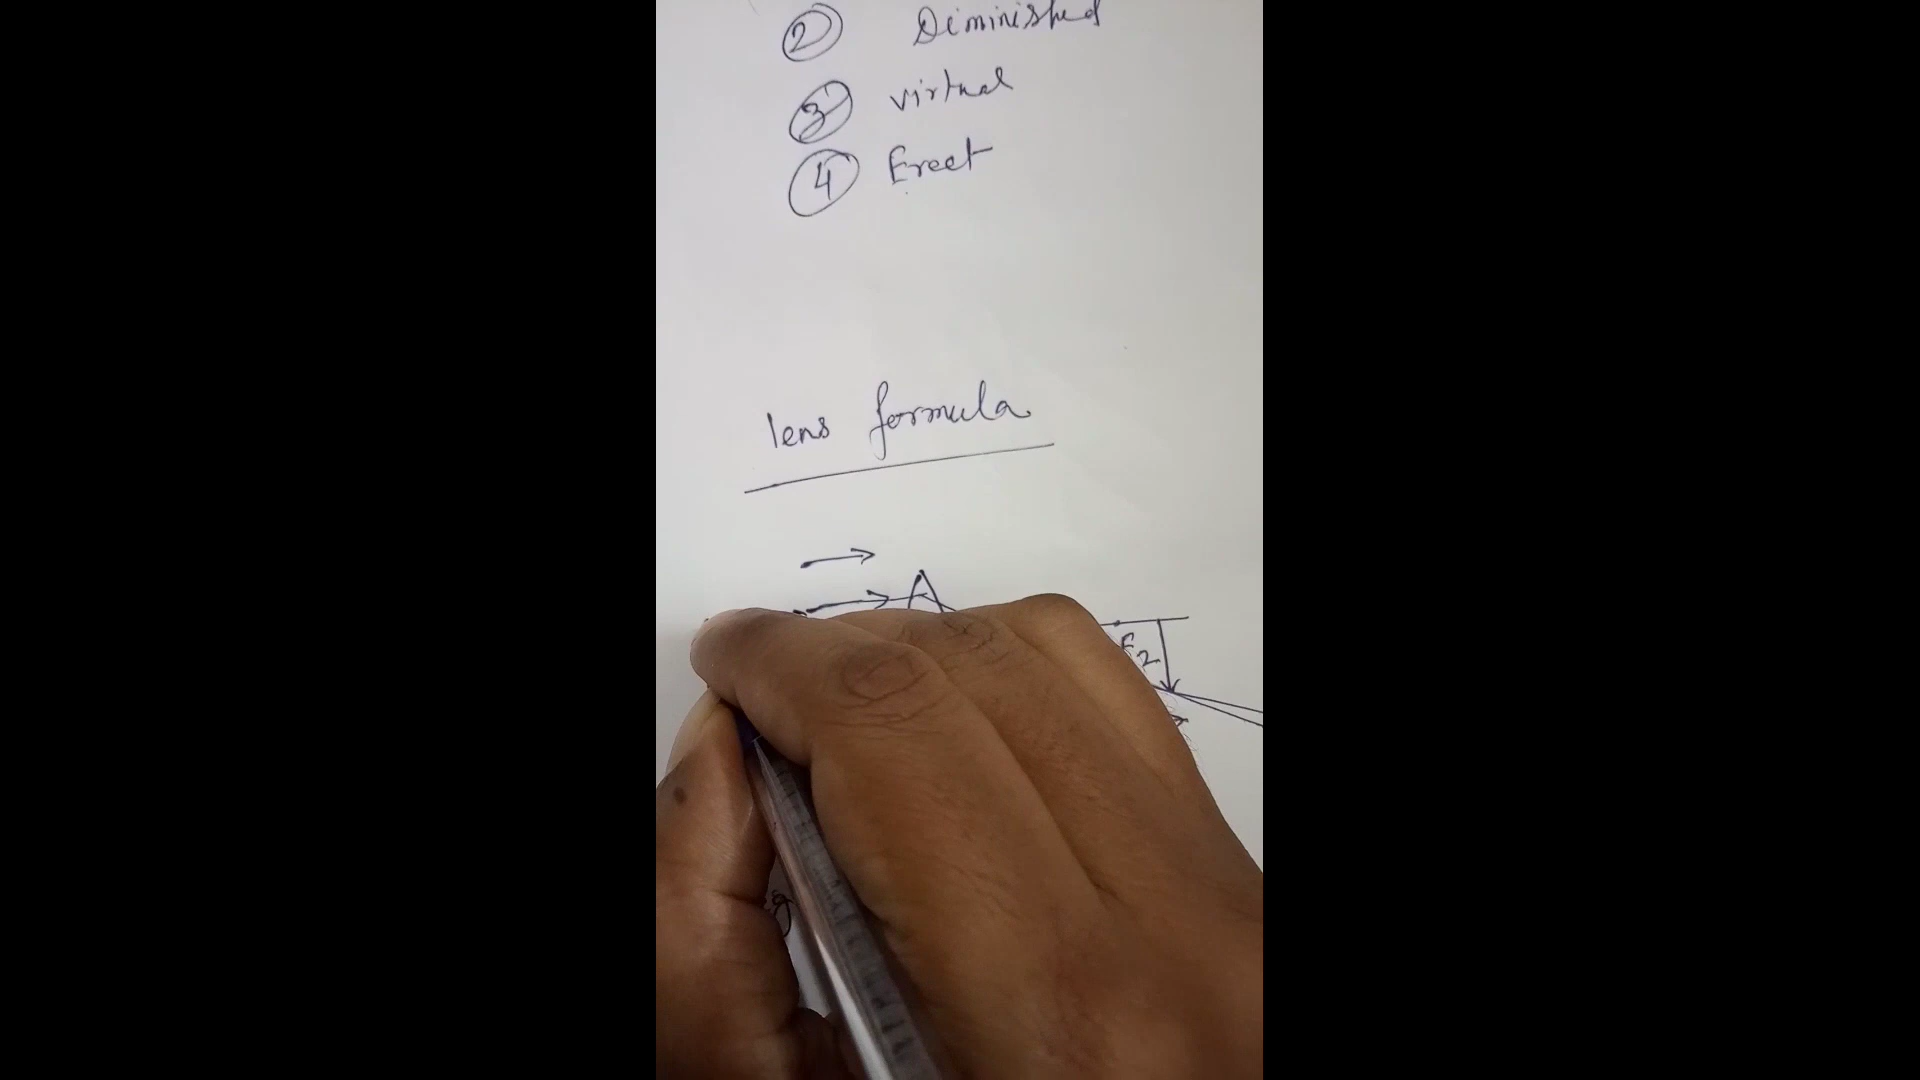 ② Diminished
③ virtual
④ Erect
lens formula
F2